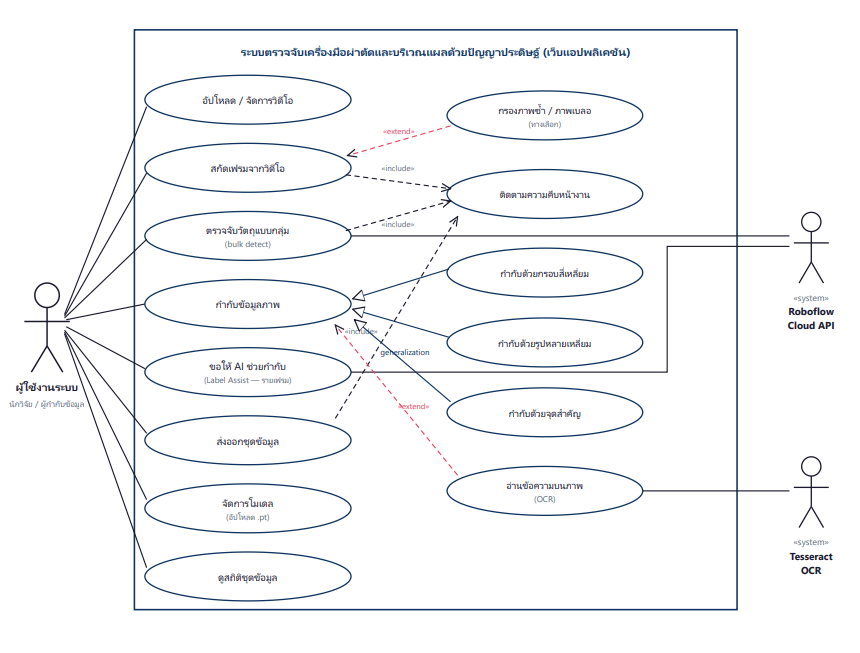 ระบบตรวจจับเครื่องมือผ่าตัดและบริเวณแผลด้วยปัญญาประดิษฐ์ (เว็บแอปพลิเคชัน)
อัปโหลด / จัดการวิดีโอ
กรองภาพซ้ำ / ภาพเบลอ
(ทางเลือก)
«extend»
สกัดเฟรมจากวิดีโอ
«include»
ติดตามความคืบหน้างาน
ตรวจจับวัตถุแบบกลุ่ม
(bulk detect)
«include»
กำกับด้วยกรอบสี่เหลี่ยม
กำกับข้อมูลภาพ
«include»
กำกับด้วยรูปหลายเหลี่ยม
generalization
ขอให้ AI ช่วยกำกับ
(Label Assist — รายเฟรม)
«extend»
กำกับด้วยจุดสำคัญ
ส่งออกชุดข้อมูล
อ่านข้อความบนภาพ
(OCR)
จัดการโมเดล
(อัปโหลด .pt)
ดูสถิติชุดข้อมูล
ผู้ใช้งานระบบ
นักวิจัย / ผู้กำกับข้อมูล
«system»
Roboflow
Cloud API
«system»
Tesseract
OCR